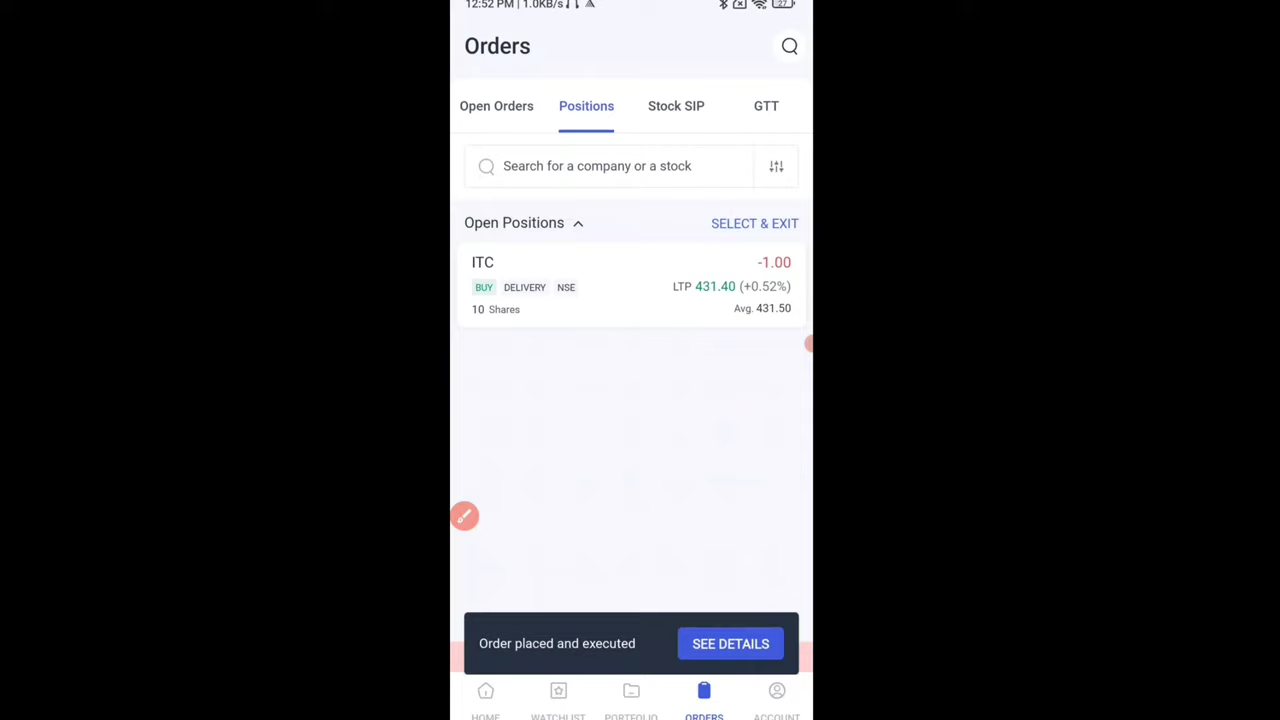 12:52 PM | 1.0KB/s
27
Orders
Open Orders Positions Stock SIP GTT
Search for a company or a stock
Open Positions SELECT & EXIT
ITC -1.00
BUY DELIVERY NSE LTP 431.40 (+0.52%)
10 Shares Avg. 431.50
Order placed and executed SEE DETAILS
HOME WATCHLIST PORTFOLIO ORDERS ACCOUNT